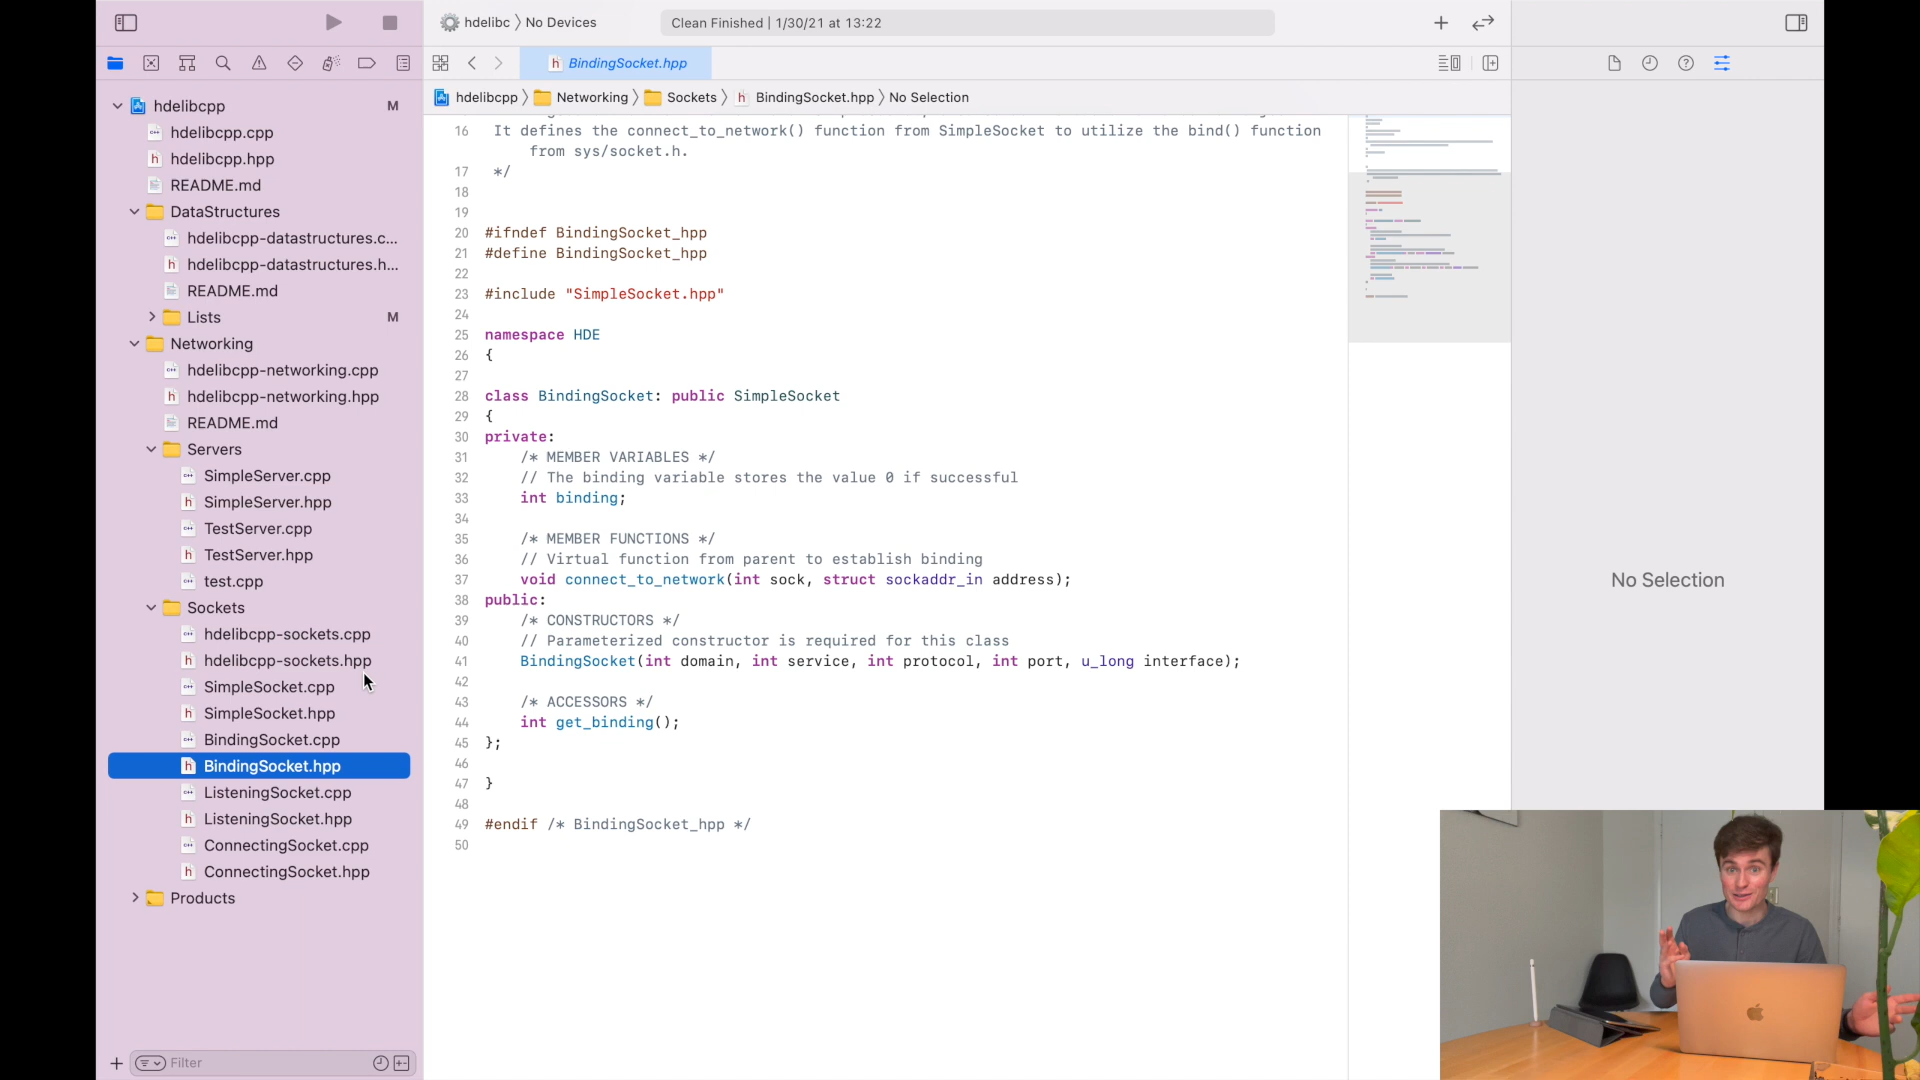 hdelibc 〉 No Devices
Clean Finished | 1/30/21 at 13:22
BindingSocket.hpp
hdelibcpp 〉 Networking 〉 Sockets 〉 h BindingSocket.hpp 〉 No Selection
hdelibcpp M
hdelibcpp.cpp
h hdelibcpp.hpp
README.md
DataStructures
hdelibcpp-datastructures.c...
h hdelibcpp-datastructures.h...
README.md
Lists M
Networking
hdelibcpp-networking.cpp
h hdelibcpp-networking.hpp
README.md
Servers
SimpleServer.cpp
h SimpleServer.hpp
TestServer.cpp
h TestServer.hpp
test.cpp
Sockets
hdelibcpp-sockets.cpp
h hdelibcpp-sockets.hpp
SimpleSocket.cpp
h SimpleSocket.hpp
BindingSocket.cpp
h BindingSocket.hpp
ListeningSocket.cpp
h ListeningSocket.hpp
ConnectingSocket.cpp
h ConnectingSocket.hpp
Products
Filter
16 It defines the connect_to_network() function from SimpleSocket to utilize the bind() function
from sys/socket.h.
17 */
18
19
20 #ifndef BindingSocket_hpp
21 #define BindingSocket_hpp
22
23 #include "SimpleSocket.hpp"
24
25 namespace HDE
26 {
27
28 class BindingSocket: public SimpleSocket
29 {
30 private:
31 /* MEMBER VARIABLES */
32 // The binding variable stores the value 0 if successful
33 int binding;
34
35 /* MEMBER FUNCTIONS */
36 // Virtual function from parent to establish binding
37 void connect_to_network(int sock, struct sockaddr_in address);
38 public:
39 /* CONSTRUCTORS */
40 // Parameterized constructor is required for this class
41 BindingSocket(int domain, int service, int protocol, int port, u_long interface);
42
43 /* ACCESSORS */
44 int get_binding();
45 };
46
47 }
48
49 #endif /* BindingSocket_hpp */
50
No Selection